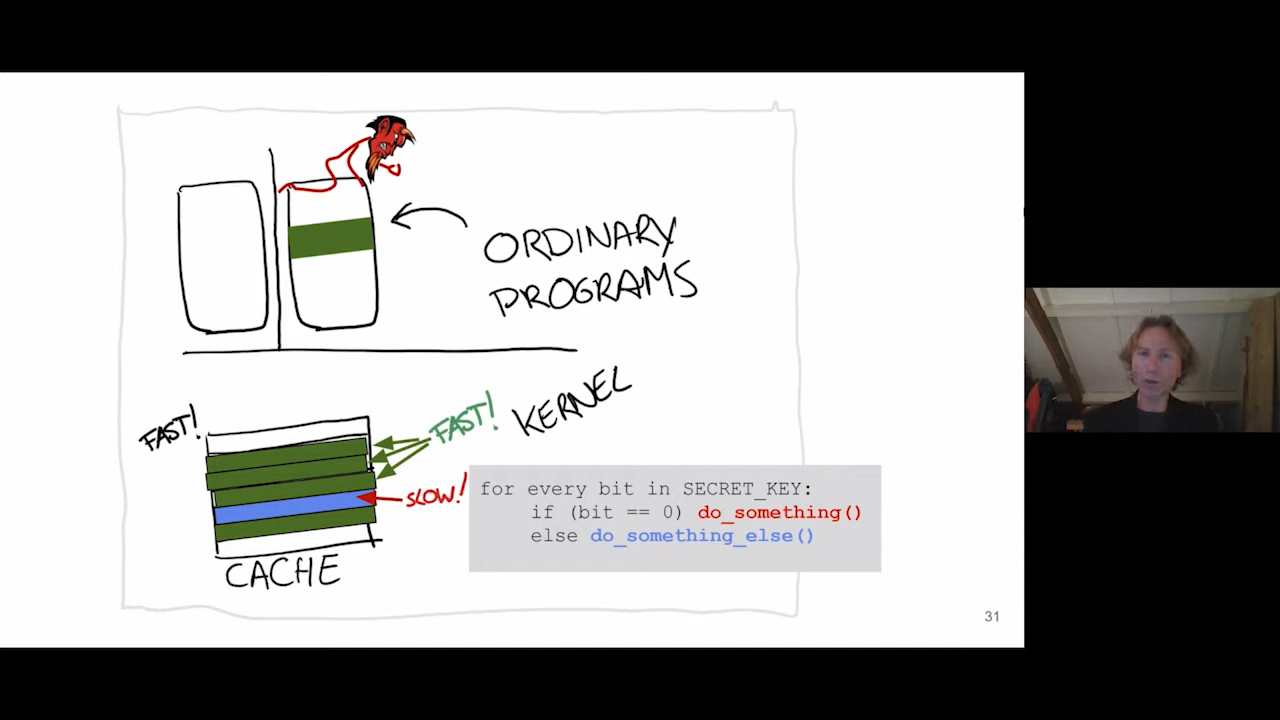 ORDINARY
PROGRAMS
KERNEL
FAST!
FAST!
SLOW!
CACHE
for every bit in SECRET_KEY:
if (bit == 0) do_something()
else do_something_else()
31